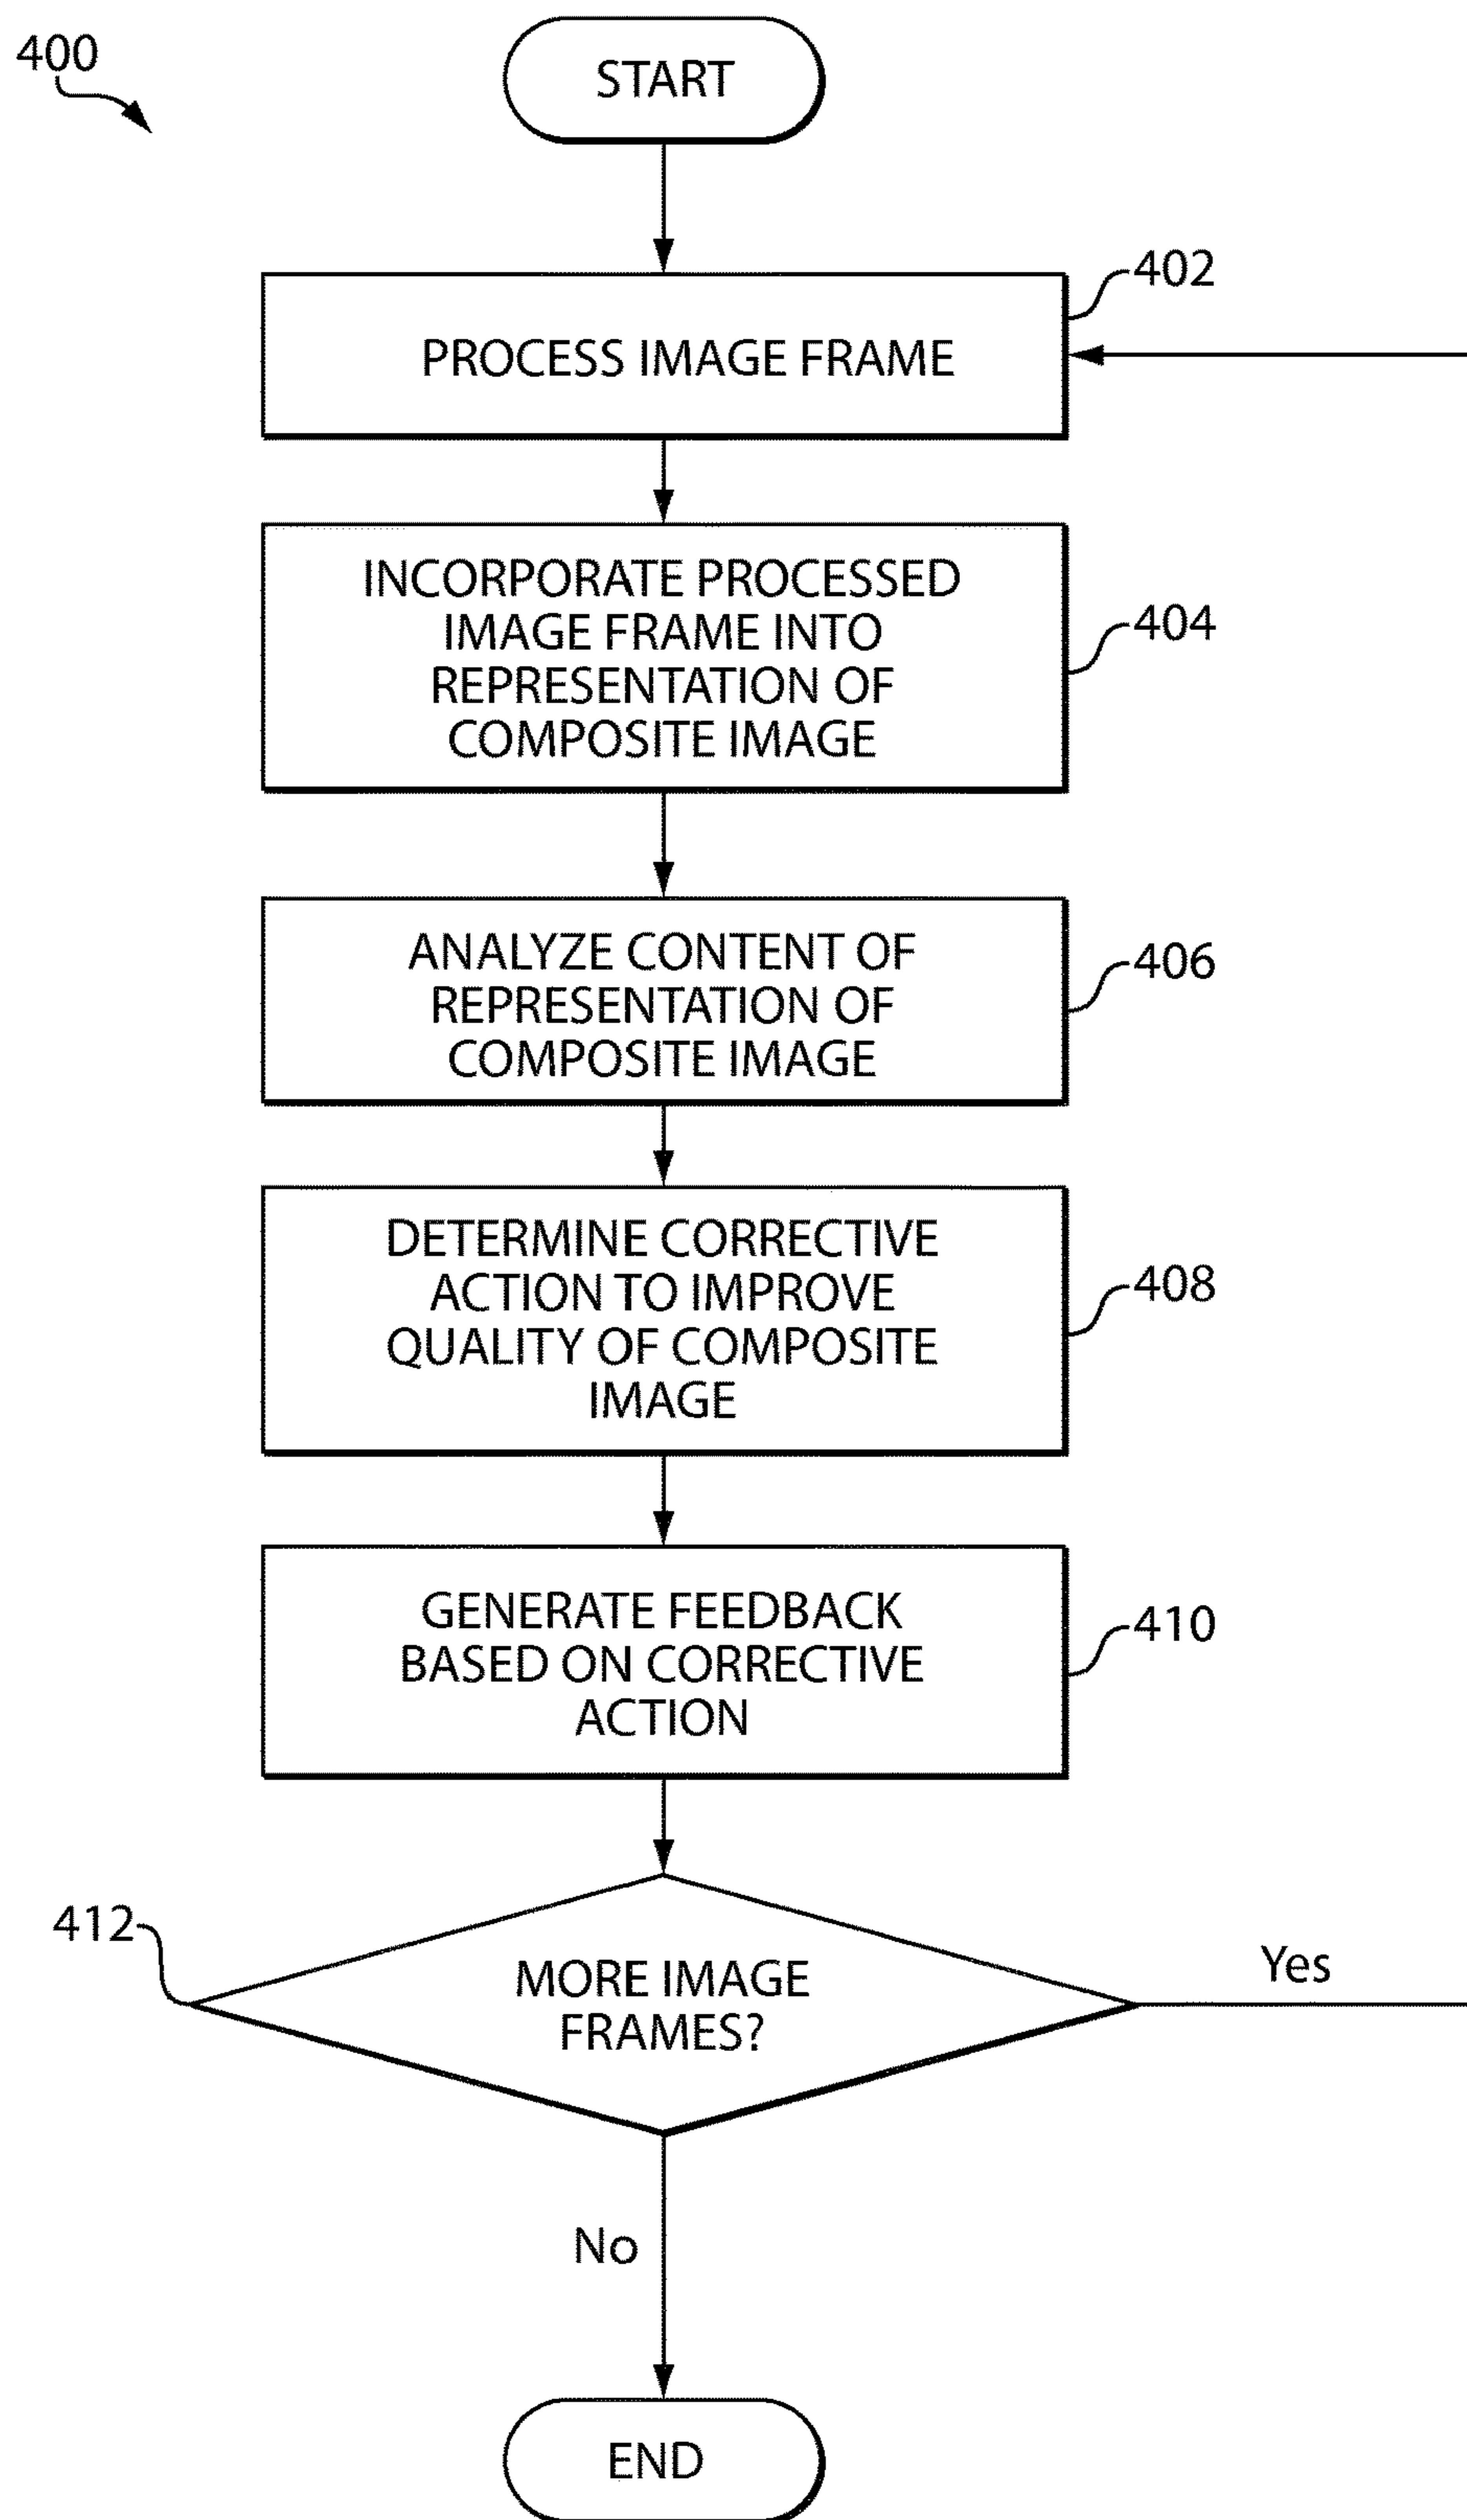 400
START
402
PROCESS IMAGE FRAME
INCORPORATE PROCESSED
IMAGE FRAME INTO
REPRESENTATION OF
COMPOSITE IMAGE
404
ANALYZE CONTENT OF
REPRESENTATION OF
COMPOSITE IMAGE
406
DETERMINE CORRECTIVE
ACTION TO IMPROVE
QUALITY OF COMPOSITE
IMAGE
408
GENERATE FEEDBACK
BASED ON CORRECTIVE
ACTION
410
412
MORE IMAGE
FRAMES?
Yes
No
END